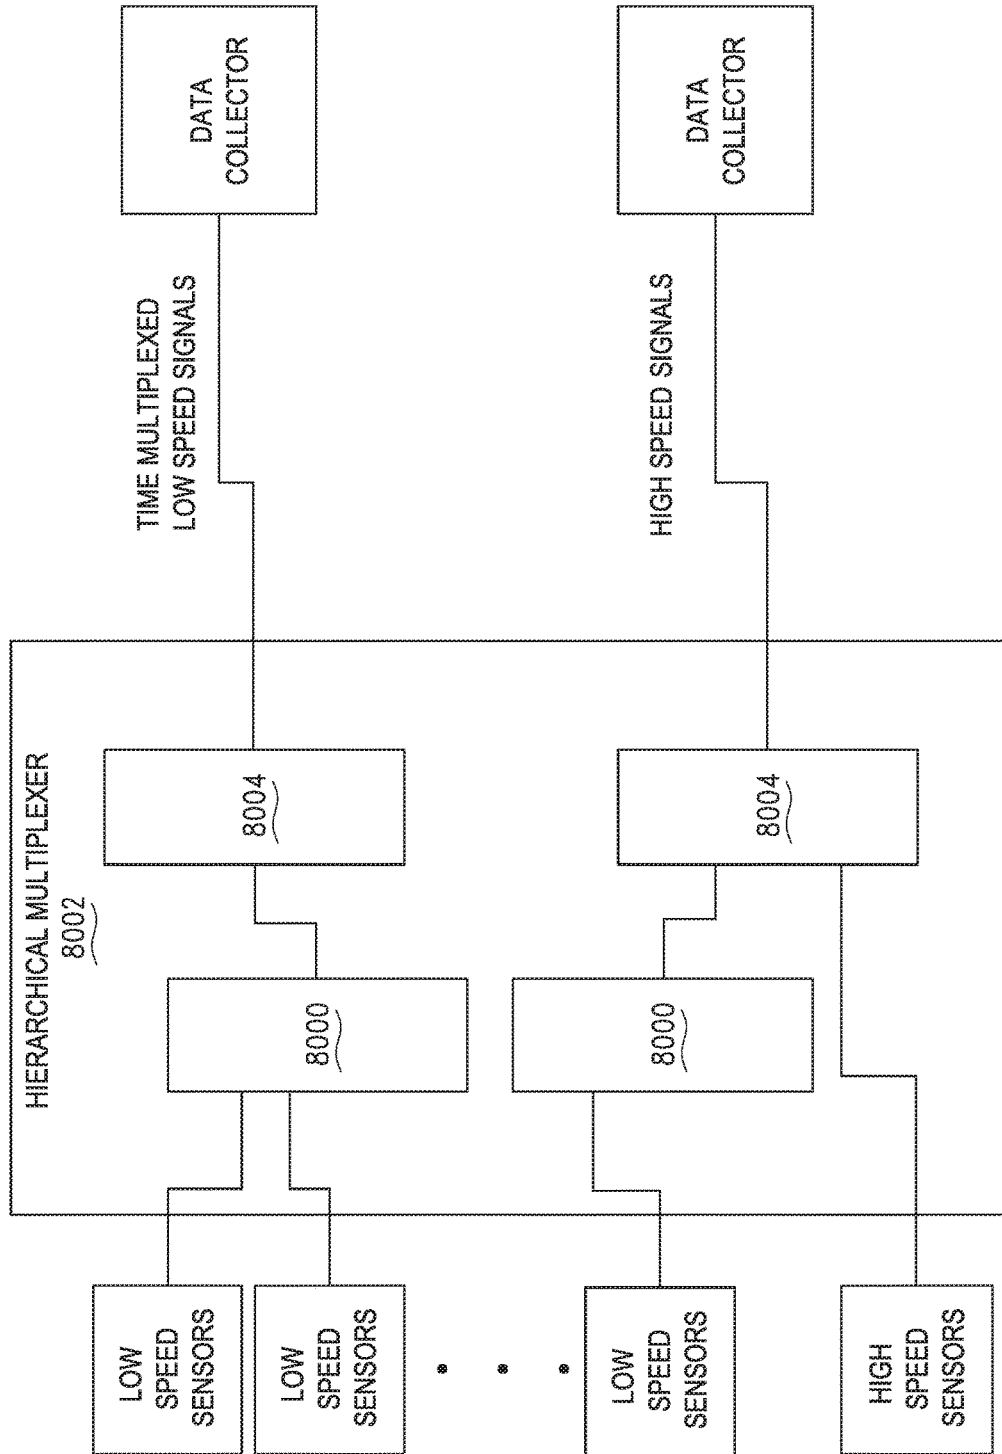 HIERARCHICAL MULTIPLEXER
8002
LOW
SPEED
SENSORS
LOW
SPEED
SENSORS
LOW
SPEED
SENSORS
HIGH
SPEED
SENSORS
8000
8000
8004
8004
TIME MULTIPLEXED
LOW SPEED SIGNALS
HIGH SPEED SIGNALS
DATA
COLLECTOR
DATA
COLLECTOR